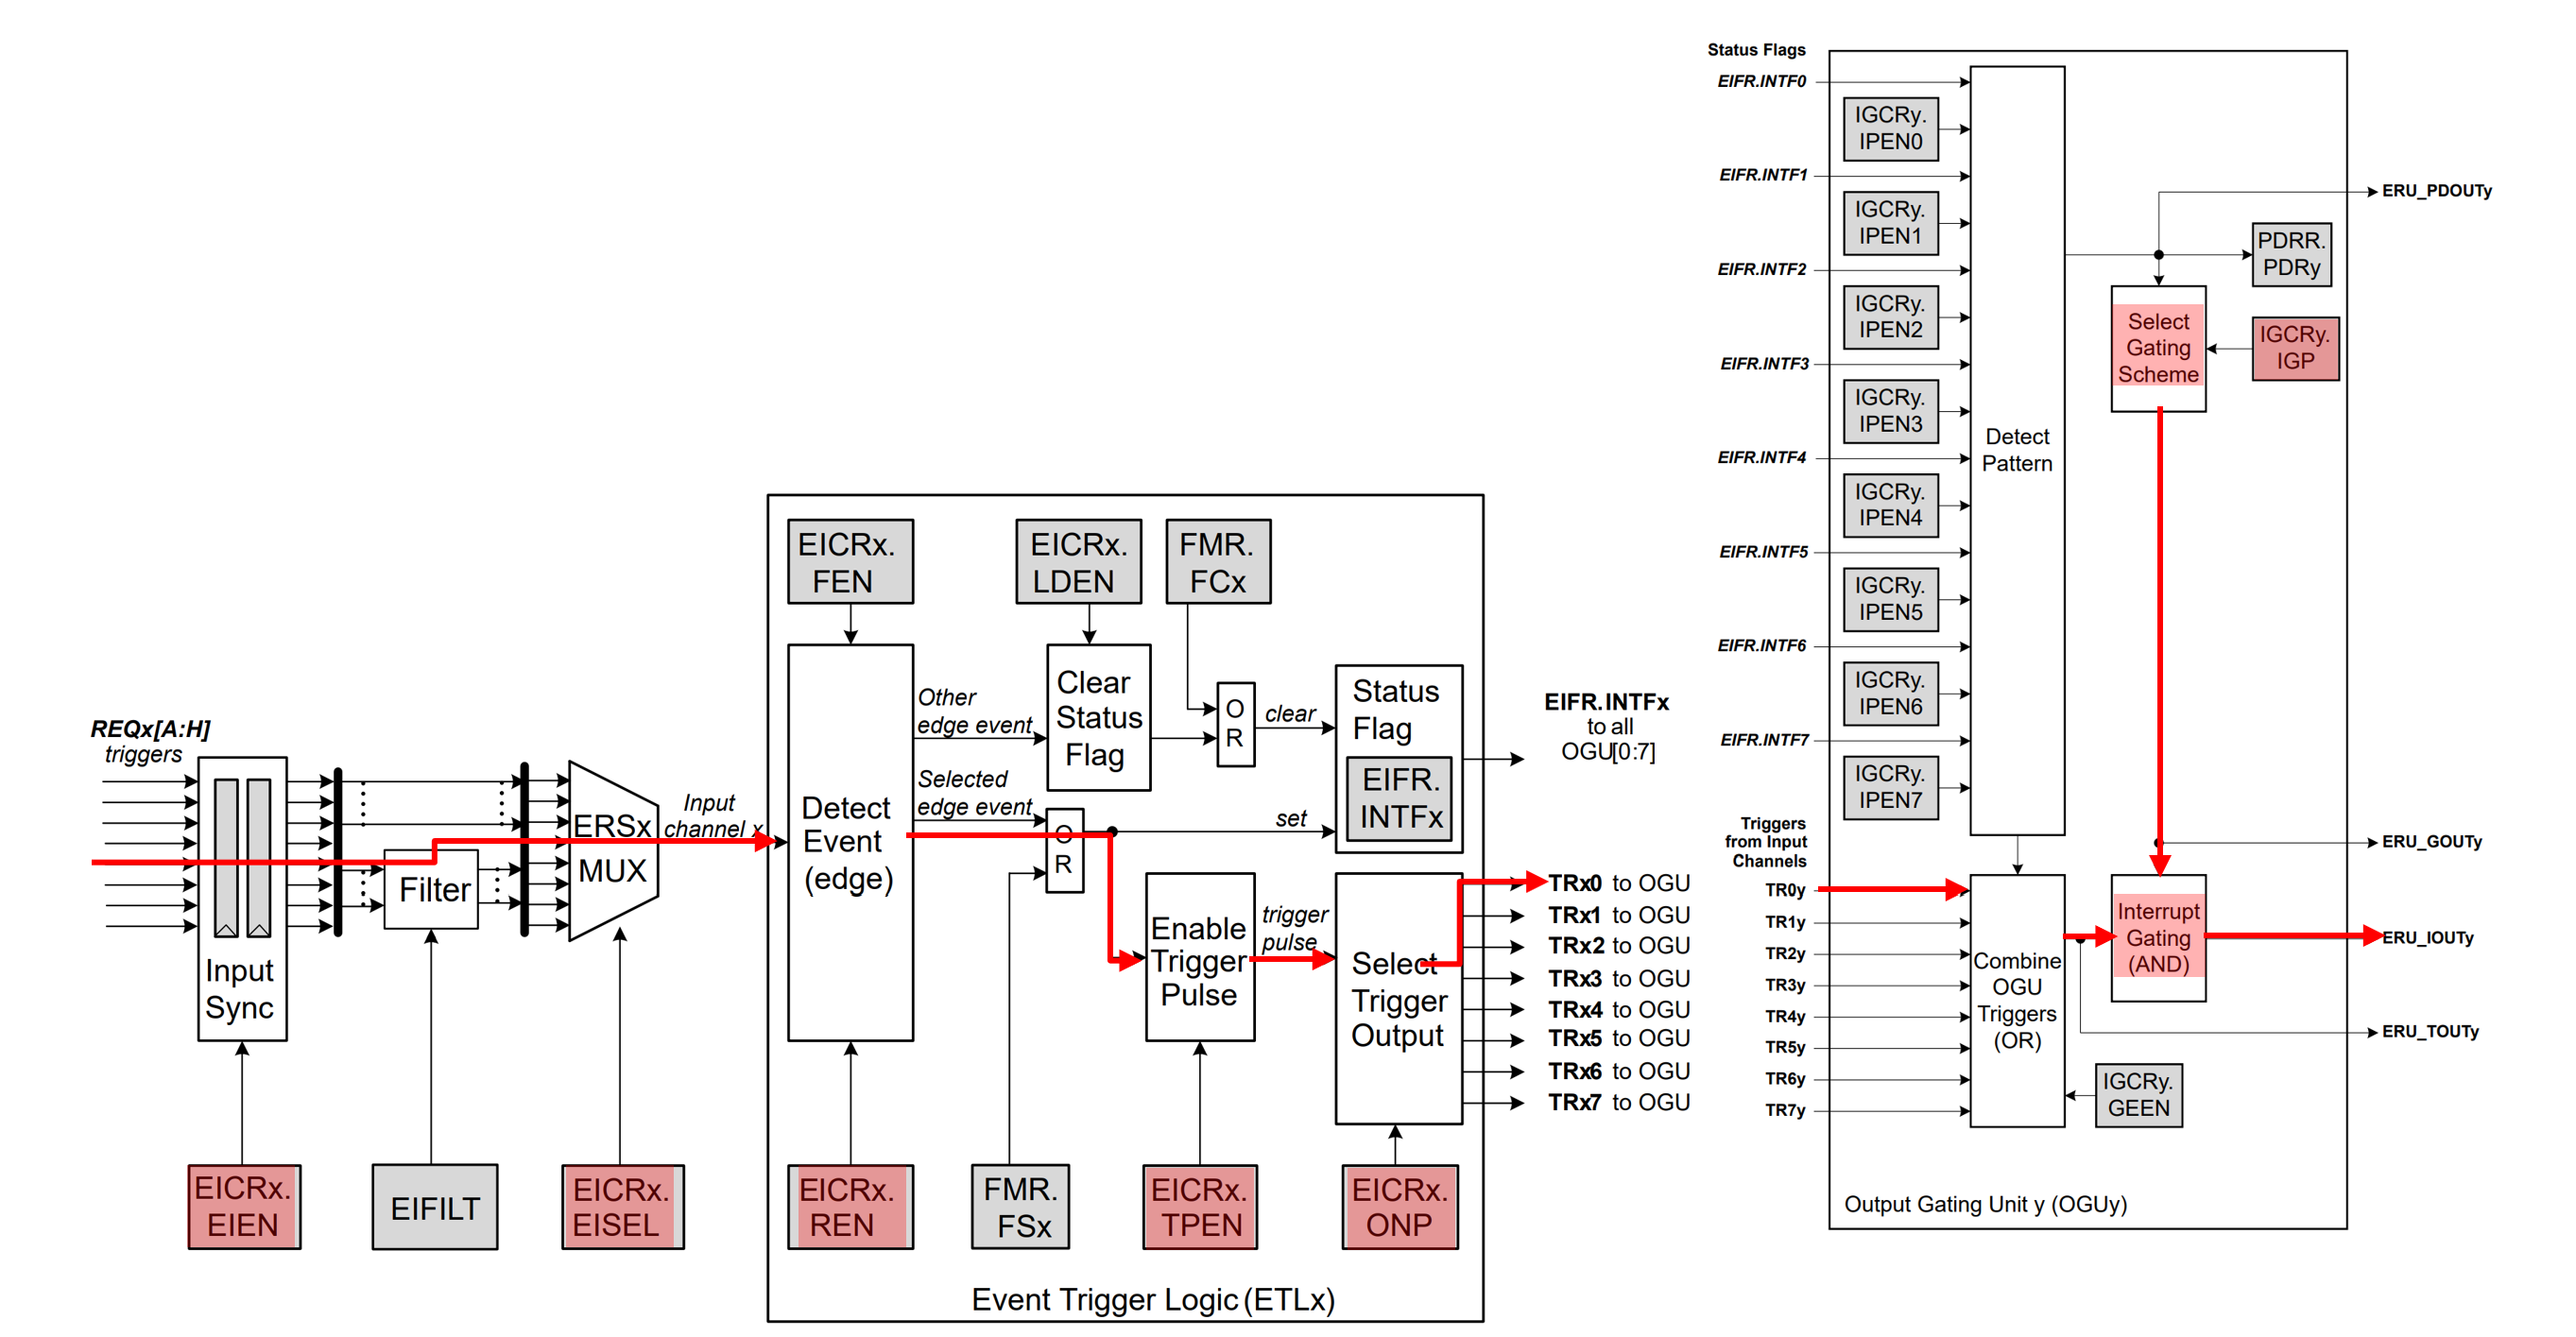 REQx[A:H]
triggers
Input
Sync
EICRx.
EIEN
Filter
EIFILT
ERSx
MUX
EICRx.
EISEL
Input
channel x
EICRx.
FEN
Detect
Event
(edge)
EICRx.
REN
Other
edge event
Selected
edge event
EICRx.
LDEN
Clear
Status
Flag
FMR.
FCx
O
R
clear
O
R
set
FMR.
FSx
Status
Flag
EIFR.
INTFx
Enable
Trigger
Pulse
EICRx.
TPEN
trigger
pulse
Select
Trigger
Output
EICRx.
ONP
Event Trigger Logic (ETLx)
EIFR.INTFx
to all
OGU[0:7]
TRx0 to OGU
TRx1 to OGU
TRx2 to OGU
TRx3 to OGU
TRx4 to OGU
TRx5 to OGU
TRx6 to OGU
TRx7 to OGU
Status Flags
EIFR.INTF0
IGCRy.
IPEN0
EIFR.INTF1
IGCRy.
IPEN1
EIFR.INTF2
IGCRy.
IPEN2
EIFR.INTF3
IGCRy.
IPEN3
EIFR.INTF4
IGCRy.
IPEN4
EIFR.INTF5
IGCRy.
IPEN5
EIFR.INTF6
IGCRy.
IPEN6
EIFR.INTF7
IGCRy.
IPEN7
Detect
Pattern
ERU_PDOUTy
PDRR.
PDRy
Select
Gating
Scheme
IGCRy.
IGP
Triggers
from Input
Channels
TR0y
TR1y
TR2y
TR3y
TR4y
TR5y
TR6y
TR7y
Combine
OGU
Triggers
(OR)
Interrupt
Gating
(AND)
ERU_GOUTy
ERU_IOUTy
ERU_TOUTy
IGCRy.
GEEN
Output Gating Unit y (OGUy)